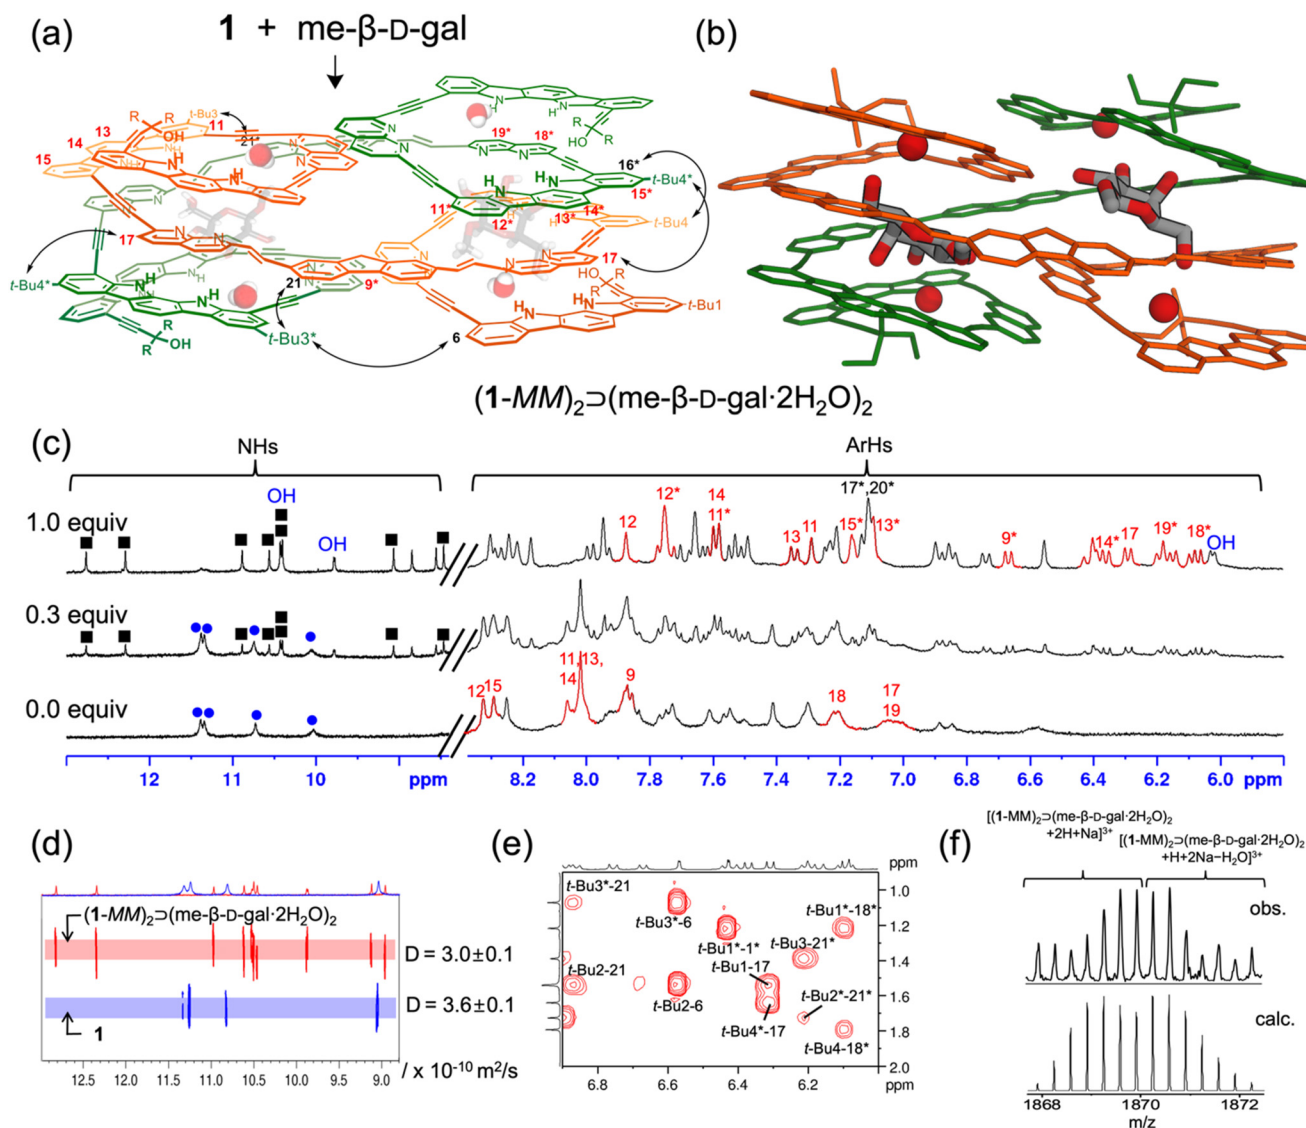 (a)
1 + me-β-D-gal
t-Bu3
R
R
OH
11
21*
13
14
15
NH
N
H
H
N
N
N
N
N
19*
18*
N
N
H
H
R
HO
R
16*
t-Bu4*
15*
H
N
H
N
11*
12*
13*
14*
t-Bu4
17
17
N
N
N
H
H
N
t-Bu4*
21
9*
HO
R
R
H
N
H
N
t-Bu1
R
R
OH
t-Bu3*
6
(b)
(1-MM)₂⊃(me-β-D-gal·2H₂O)₂
(c)
NHs
ArHs
OH
17*,20*
1.0 equiv
OH
12
12*
14
11*
13
11
15*
13*
9*
14*
17
19*
18*
OH
0.3 equiv
11,13,
12 15
14
9
18
17
19
0.0 equiv
12 11 10 ppm
8.2 8.0 7.8 7.6 7.4 7.2 7.0 6.8 6.6 6.4 6.2 6.0 ppm
(d)
(1-MM)₂⊃(me-β-D-gal·2H₂O)₂
D = 3.0±0.1
D = 3.6±0.1
1
/ x 10⁻¹⁰ m²/s
12.5 12.0 11.5 11.0 10.5 10.0 9.5 9.0
(e)
ppm
t-Bu3*-21
t-Bu3*-6
t-Bu1*-18*
t-Bu1*-1*
t-Bu3-21*
t-Bu2-21
t-Bu1-17
t-Bu2-6
t-Bu2*-21*
t-Bu4*-17
t-Bu4-18*
1.0
1.2
1.4
1.6
1.8
2.0
6.8 6.6 6.4 6.2 ppm
(f)
[(1-MM)₂⊃(me-β-D-gal·2H₂O)₂
+2H+Na]³⁺
[(1-MM)₂⊃(me-β-D-gal·2H₂O)₂
+H+2Na−H₂O]³⁺
obs.
calc.
1868 1870 1872
m/z